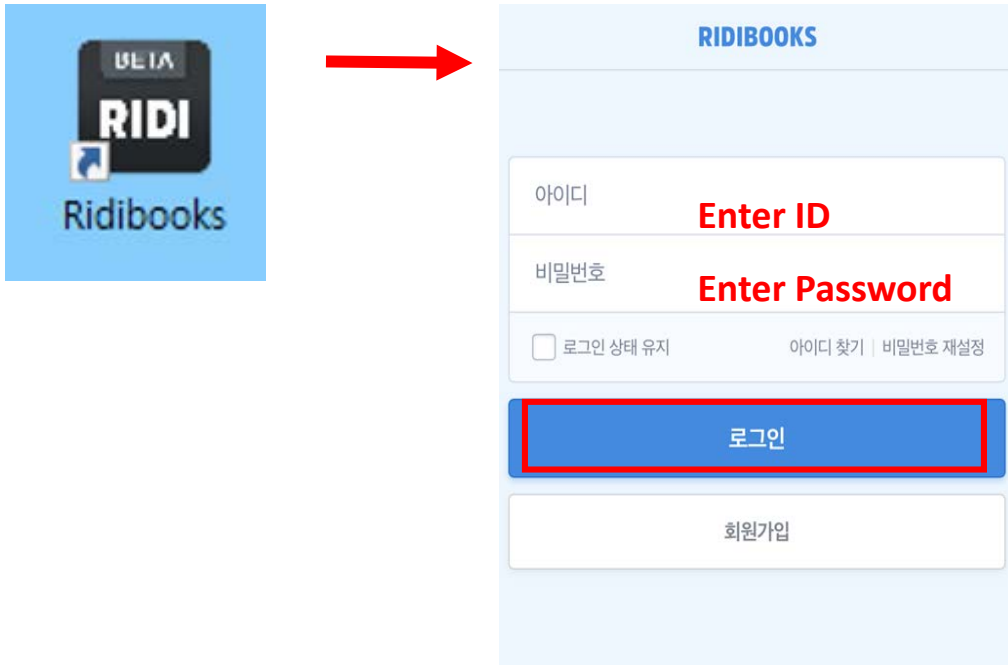 BETA
RIDI
Ridibooks
RIDIBOOKS
아이디
Enter ID
비밀번호
Enter Password
로그인 상태 유지
아이디 찾기 | 비밀번호 재설정
로그인
회원가입